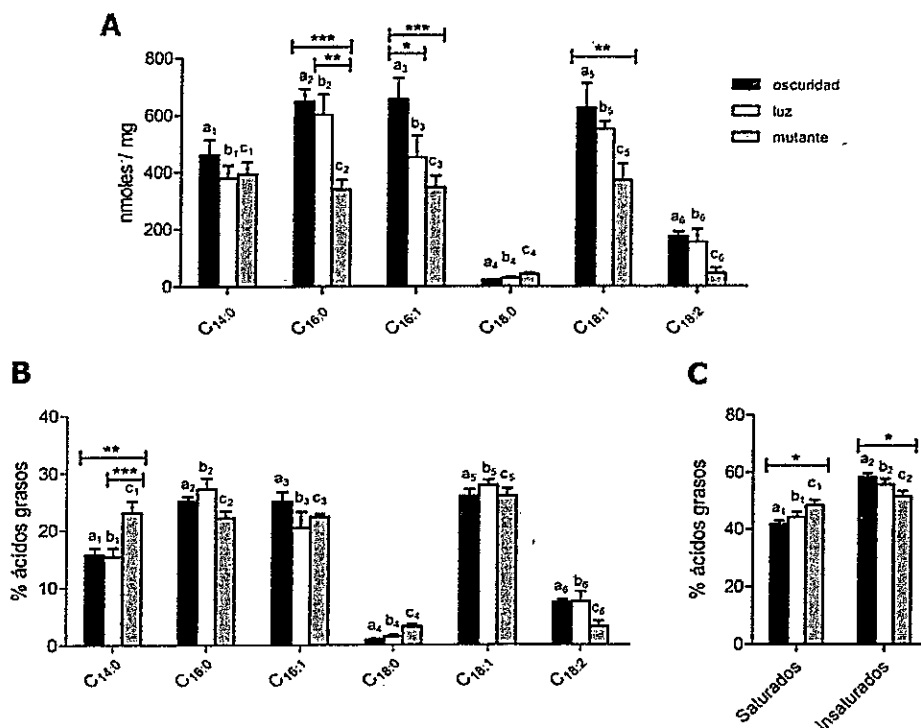 A
nmoles / mg
800
600
400
200
0
*** ***
** * **
a1 b1 c1 a2 b2 c2 a3 b3 c3 a4 b4 c4 a5 b5 c5 a6 b6 c6
C14:0 C16:0 C16:1 C18:0 C18:1 C18:2
oscuridad
luz
mutante
B
% ácidos grasos
40
30
20
10
0
**
***
a1 b1 c1 a2 b2 c2 a3 b3 c3 a4 b4 c4 a5 b5 c5 a6 b6 c6
C14:0 C16:0 C16:1 C18:0 C18:1 C18:2
C
% ácidos grasos
80
60
40
20
0
* *
a1 b1 c1 a2 b2 c2
Saturados Insaturados